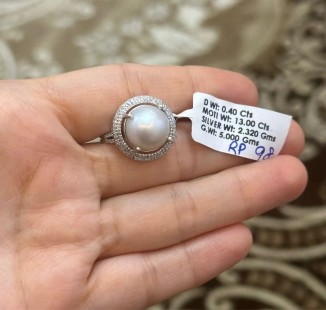 D Wt: 0.40 Cts
MOTI Wt: 13.00 Cts
SILVER Wt: 2.320 Gms
G.Wt: 5.000 Gms
RP 98